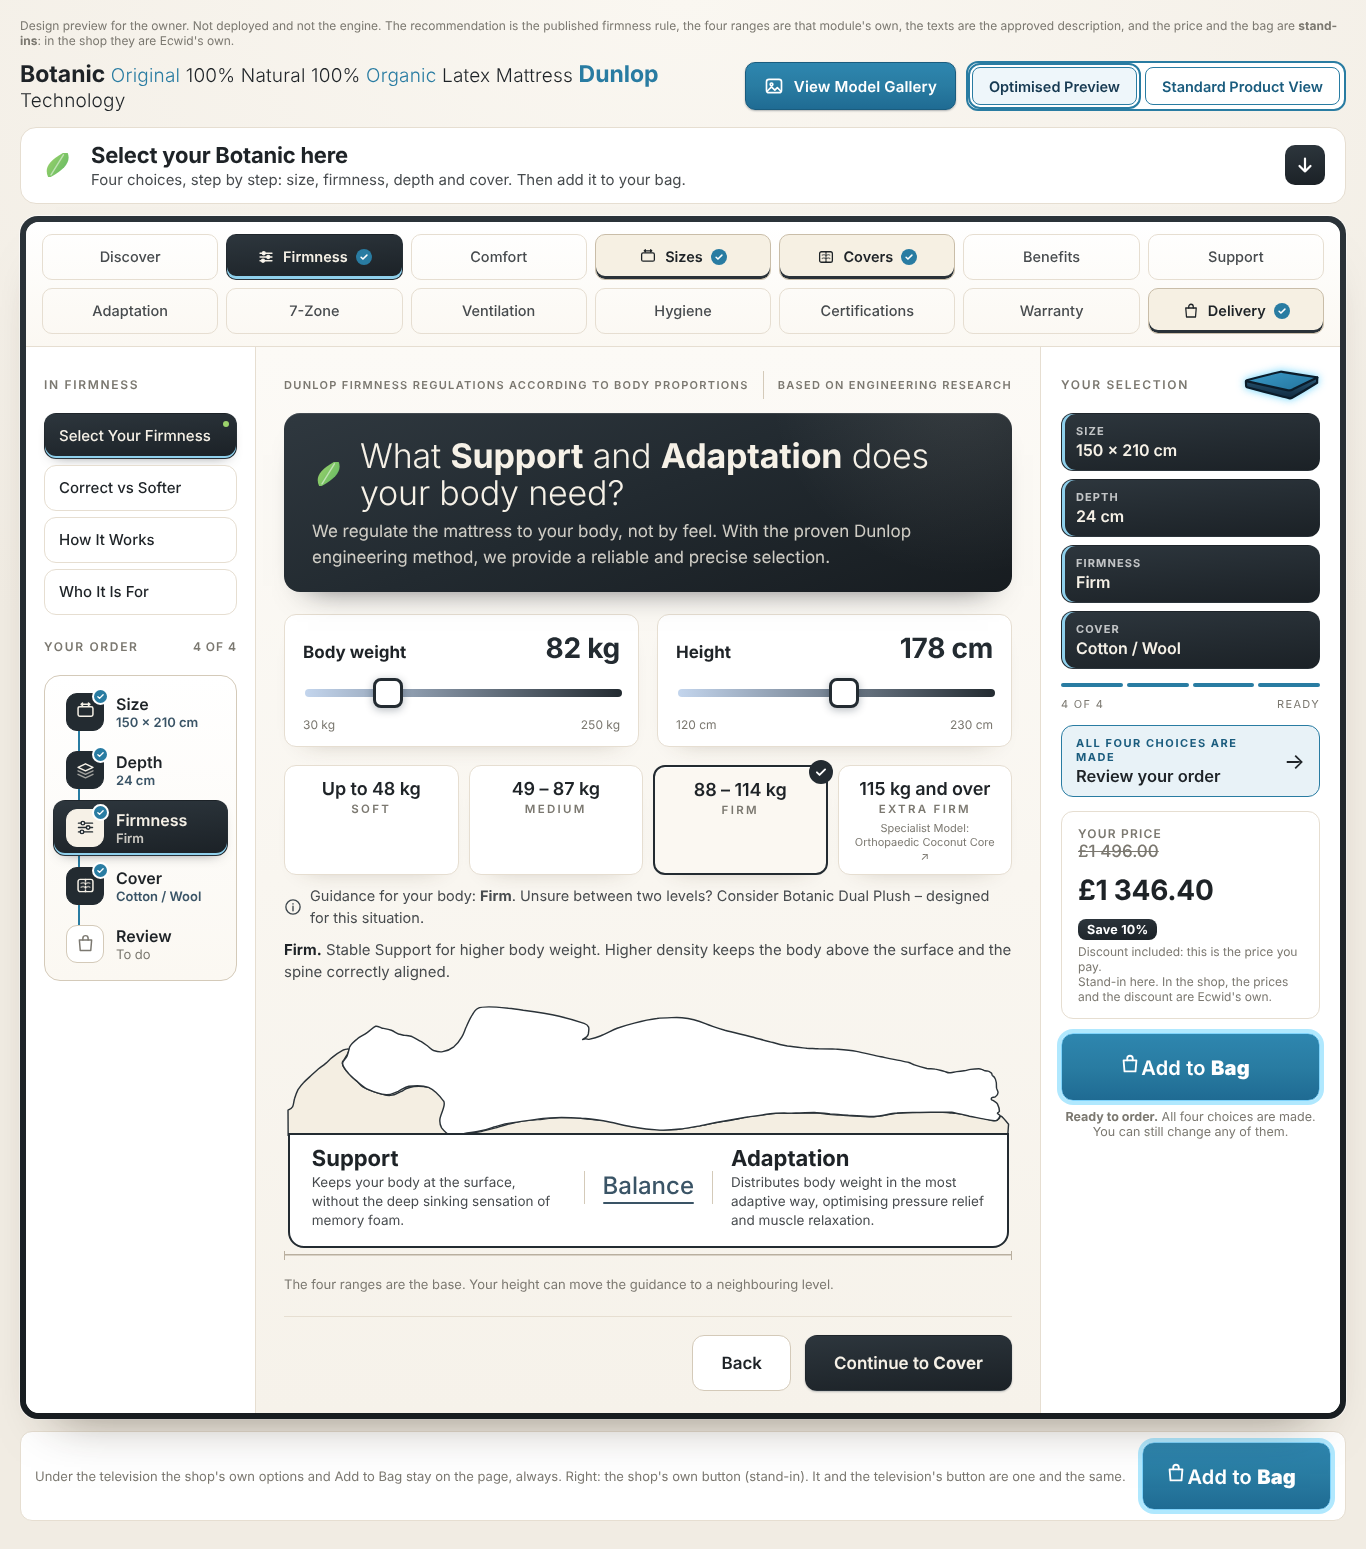 Design preview for the owner. Not deployed and not the engine. The recommendation is the published firmness rule, the four ranges are that module's own, the texts are the approved description, and the price and the bag are stand-
ins: in the shop they are Ecwid's own.
Botanic Original 100% Natural 100% Organic Latex Mattress Dunlop
Technology
View Model Gallery
Optimised Preview
Standard Product View
Select your Botanic here
Four choices, step by step: size, firmness, depth and cover. Then add it to your bag.
Discover
Firmness
Comfort
Sizes
Covers
Benefits
Support
Adaptation
7-Zone
Ventilation
Hygiene
Certifications
Warranty
Delivery
IN FIRMNESS
Select Your Firmness
Correct vs Softer
How It Works
Who It Is For
YOUR ORDER
4 OF 4
Size
150 × 210 cm
Depth
24 cm
Firmness
Firm
Cover
Cotton / Wool
Review
To do
DUNLOP FIRMNESS REGULATIONS ACCORDING TO BODY PROPORTIONS
BASED ON ENGINEERING RESEARCH
What Support and Adaptation does
your body need?
We regulate the mattress to your body, not by feel. With the proven Dunlop
engineering method, we provide a reliable and precise selection.
Body weight
82 kg
30 kg
250 kg
Height
178 cm
120 cm
230 cm
Up to 48 kg
SOFT
49 – 87 kg
MEDIUM
88 – 114 kg
FIRM
115 kg and over
EXTRA FIRM
Specialist Model:
Orthopaedic Coconut Core
↗
Guidance for your body: Firm. Unsure between two levels? Consider Botanic Dual Plush – designed
for this situation.
Firm. Stable Support for higher body weight. Higher density keeps the body above the surface and the
spine correctly aligned.
Support
Keeps your body at the surface,
without the deep sinking sensation of
memory foam.
Balance
Adaptation
Distributes body weight in the most
adaptive way, optimising pressure relief
and muscle relaxation.
The four ranges are the base. Your height can move the guidance to a neighbouring level.
Back
Continue to Cover
YOUR SELECTION
SIZE
150 × 210 cm
DEPTH
24 cm
FIRMNESS
Firm
COVER
Cotton / Wool
4 OF 4
READY
ALL FOUR CHOICES ARE
MADE
Review your order
YOUR PRICE
£1 496.00
£1 346.40
Save 10%
Discount included: this is the price you
pay.
Stand-in here. In the shop, the prices
and the discount are Ecwid's own.
Add to Bag
Ready to order. All four choices are made.
You can still change any of them.
Under the television the shop's own options and Add to Bag stay on the page, always. Right: the shop's own button (stand-in). It and the television's button are one and the same.
Add to Bag